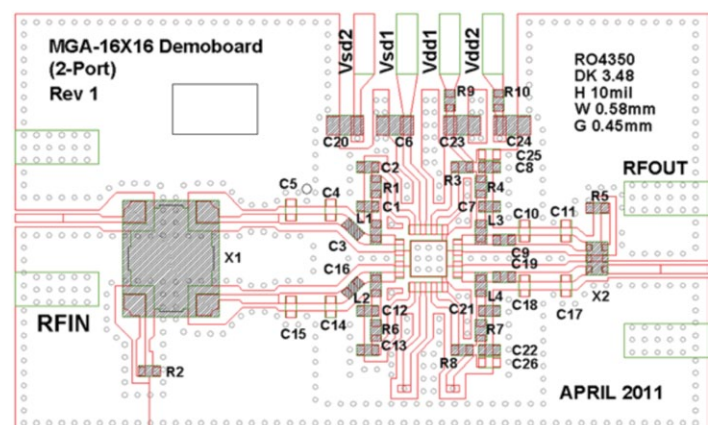 MGA-16X16 Demoboard
(2-Port)
Rev 1
Vsd2
Vsd1
Vdd1
Vdd2
RO4350
DK 3.48
H 10mil
W 0.58mm
G 0.45mm
R9
R10
C20
C6
C23
C24
C25
C2
R3
C8
RFOUT
R1
R4
C5
C4
C1
C7
R5
L1
L3
C10
C11
C3
X1
C9
C16
C19
L2
L4
X2
C18
C17
RFIN
C15
C14
C12
C21
R6
R7
C13
C22
R8
C26
R2
APRIL 2011